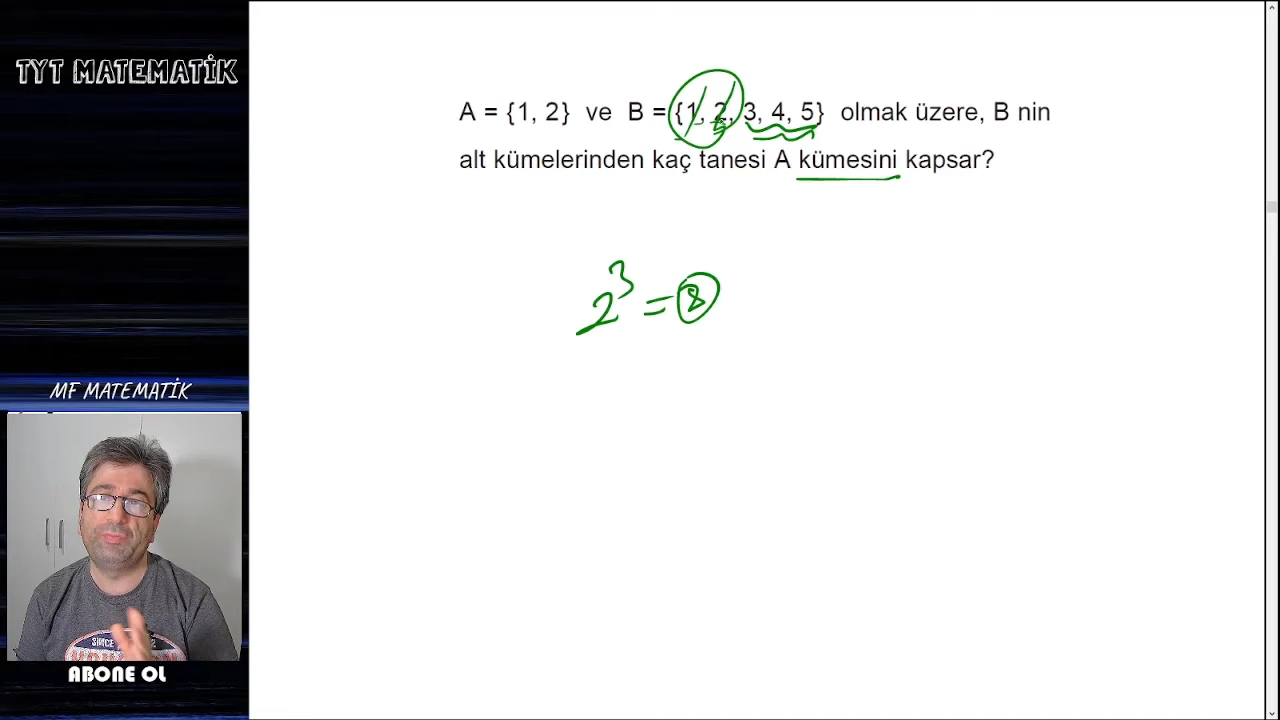 TYT MATEMATİK
A = {1, 2} ve B = {1, 2, 3, 4, 5} olmak üzere, B nin
alt kümelerinden kaç tanesi A kümesini kapsar?
2³ = 8
MF MATEMATİK
SINCE
ABONE OL